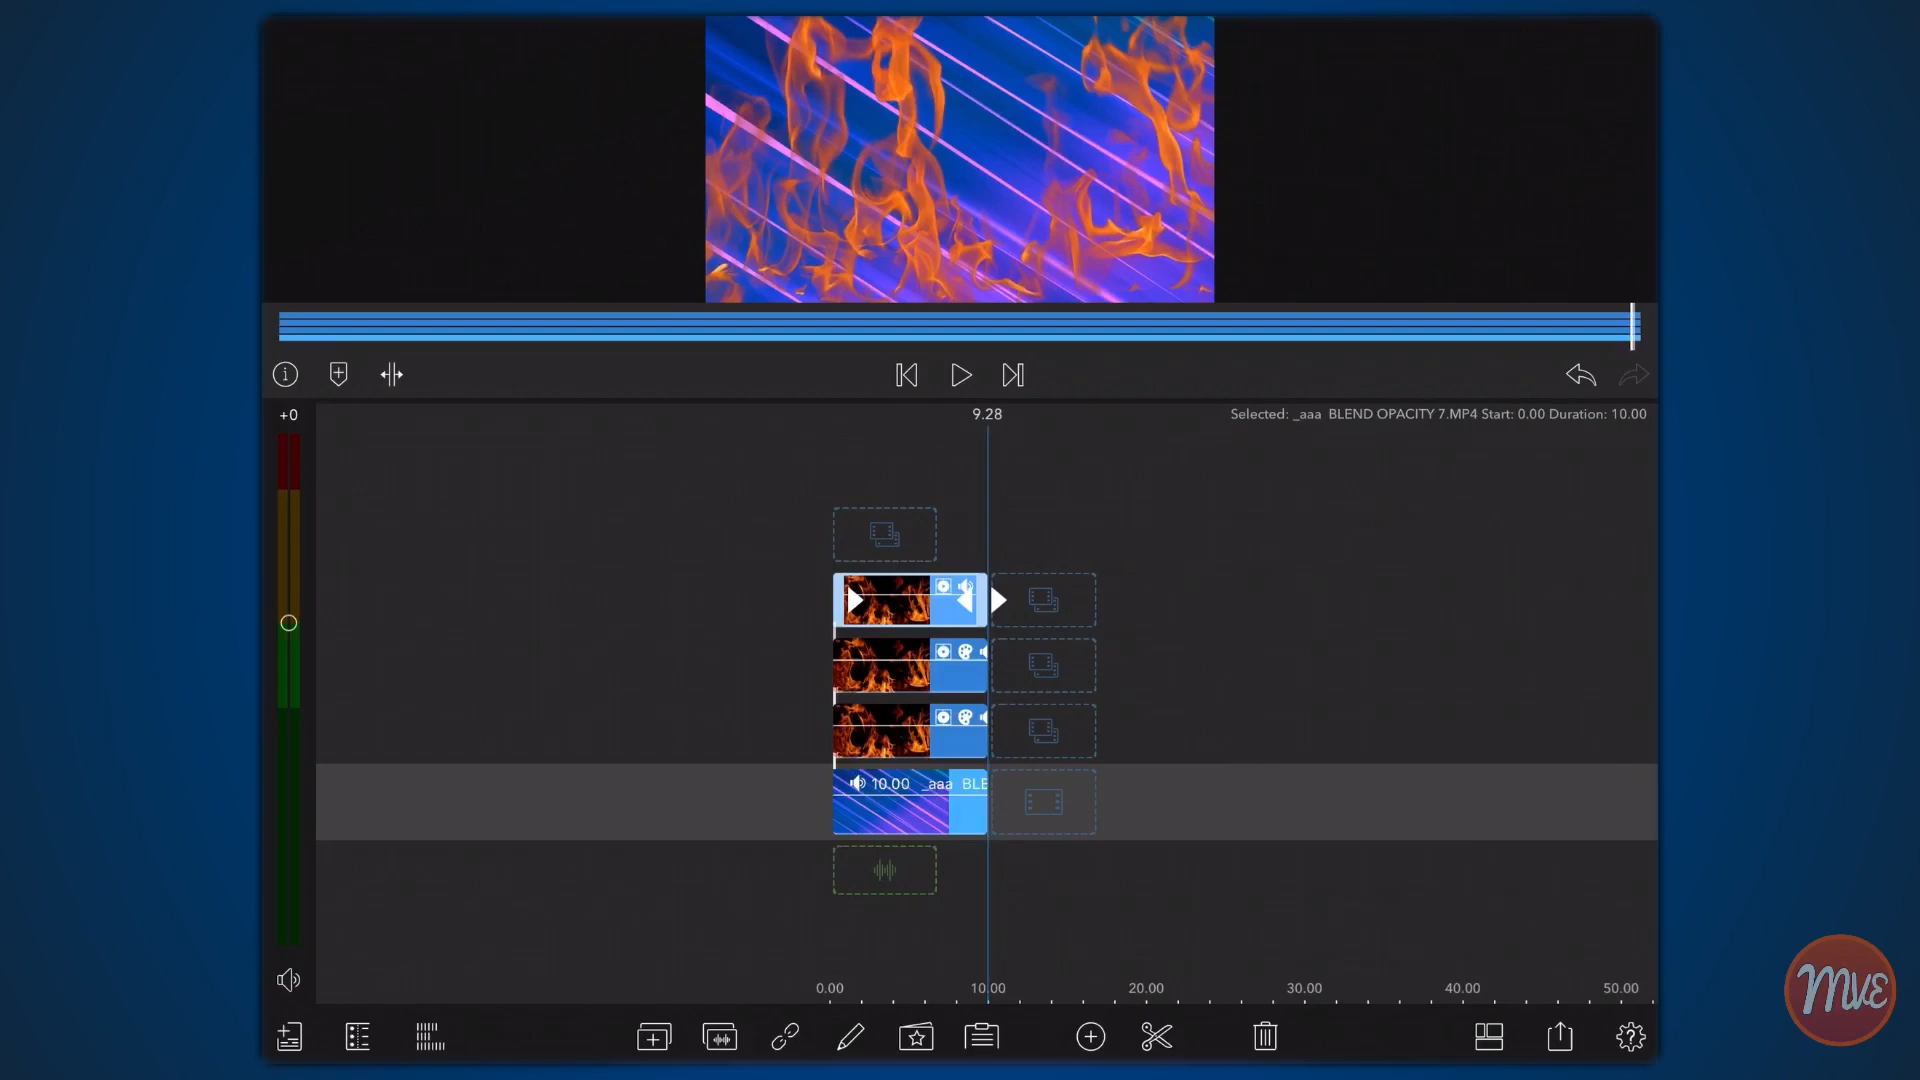 +0
9.28
Selected: _aaa BLEND OPACITY 7.MP4 Start: 0.00 Duration: 10.00
10.00 _aaa BLE
0.00 10.00 20.00 30.00 40.00 50.00
mve